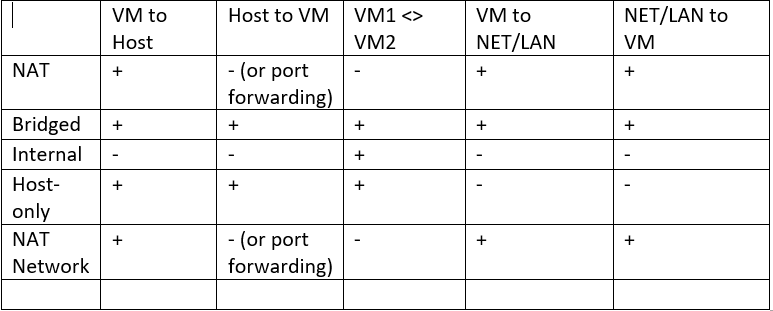 VM to Host Host to VM VM1 <> VM2 VM to NET/LAN NET/LAN to VM
NAT + - (or port forwarding) - + +
Bridged + + + + +
Internal - - + - -
Host-only + + + - -
NAT Network + - (or port forwarding) - + +